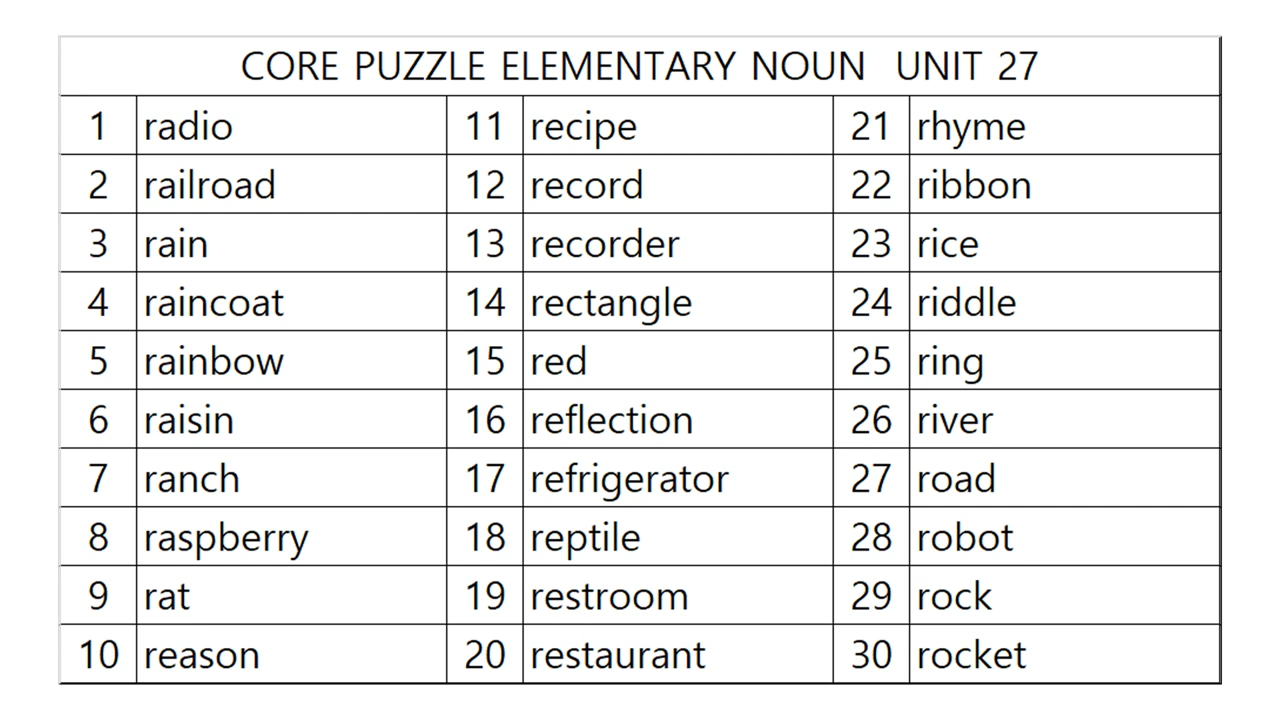 CORE PUZZLE ELEMENTARY NOUN UNIT 27
1 radio 11 recipe 21 rhyme
2 railroad 12 record 22 ribbon
3 rain 13 recorder 23 rice
4 raincoat 14 rectangle 24 riddle
5 rainbow 15 red 25 ring
6 raisin 16 reflection 26 river
7 ranch 17 refrigerator 27 road
8 raspberry 18 reptile 28 robot
9 rat 19 restroom 29 rock
10 reason 20 restaurant 30 rocket